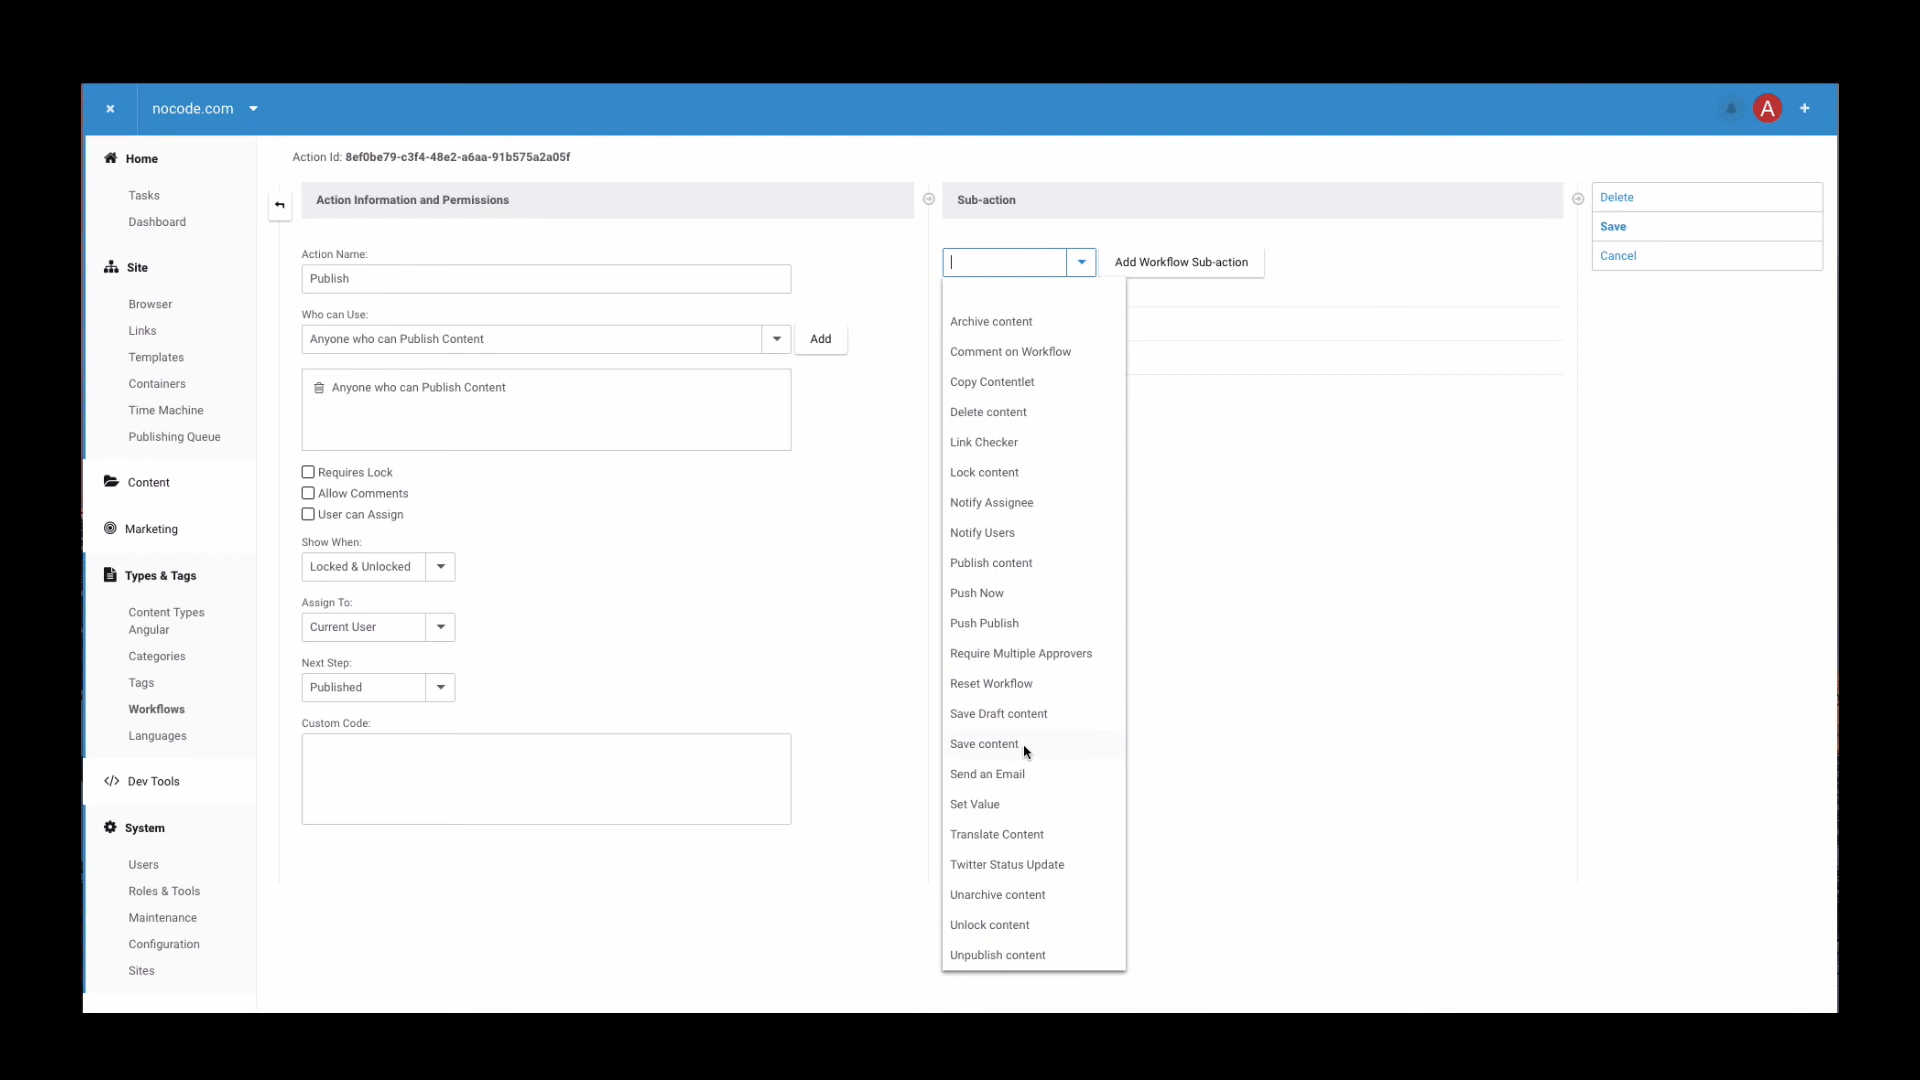 nocode.com
A
+
Home
Tasks
Dashboard
Site
Browser
Links
Templates
Containers
Time Machine
Publishing Queue
Content
Marketing
Types & Tags
Content Types
Angular
Categories
Tags
Workflows
Languages
</> Dev Tools
System
Users
Roles & Tools
Maintenance
Configuration
Sites
Action Id: 8ef0be79-c3f4-48e2-a6aa-91b575a2a05f
Action Information and Permissions
Action Name:
Publish
Who can Use:
Anyone who can Publish Content
Add
Anyone who can Publish Content
Requires Lock
Allow Comments
User can Assign
Show When:
Locked & Unlocked
Assign To:
Current User
Next Step:
Published
Custom Code:
Sub-action
Add Workflow Sub-action
Archive content
Comment on Workflow
Copy Contentlet
Delete content
Link Checker
Lock content
Notify Assignee
Notify Users
Publish content
Push Now
Push Publish
Require Multiple Approvers
Reset Workflow
Save Draft content
Save content
Send an Email
Set Value
Translate Content
Twitter Status Update
Unarchive content
Unlock content
Unpublish content
Delete
Save
Cancel